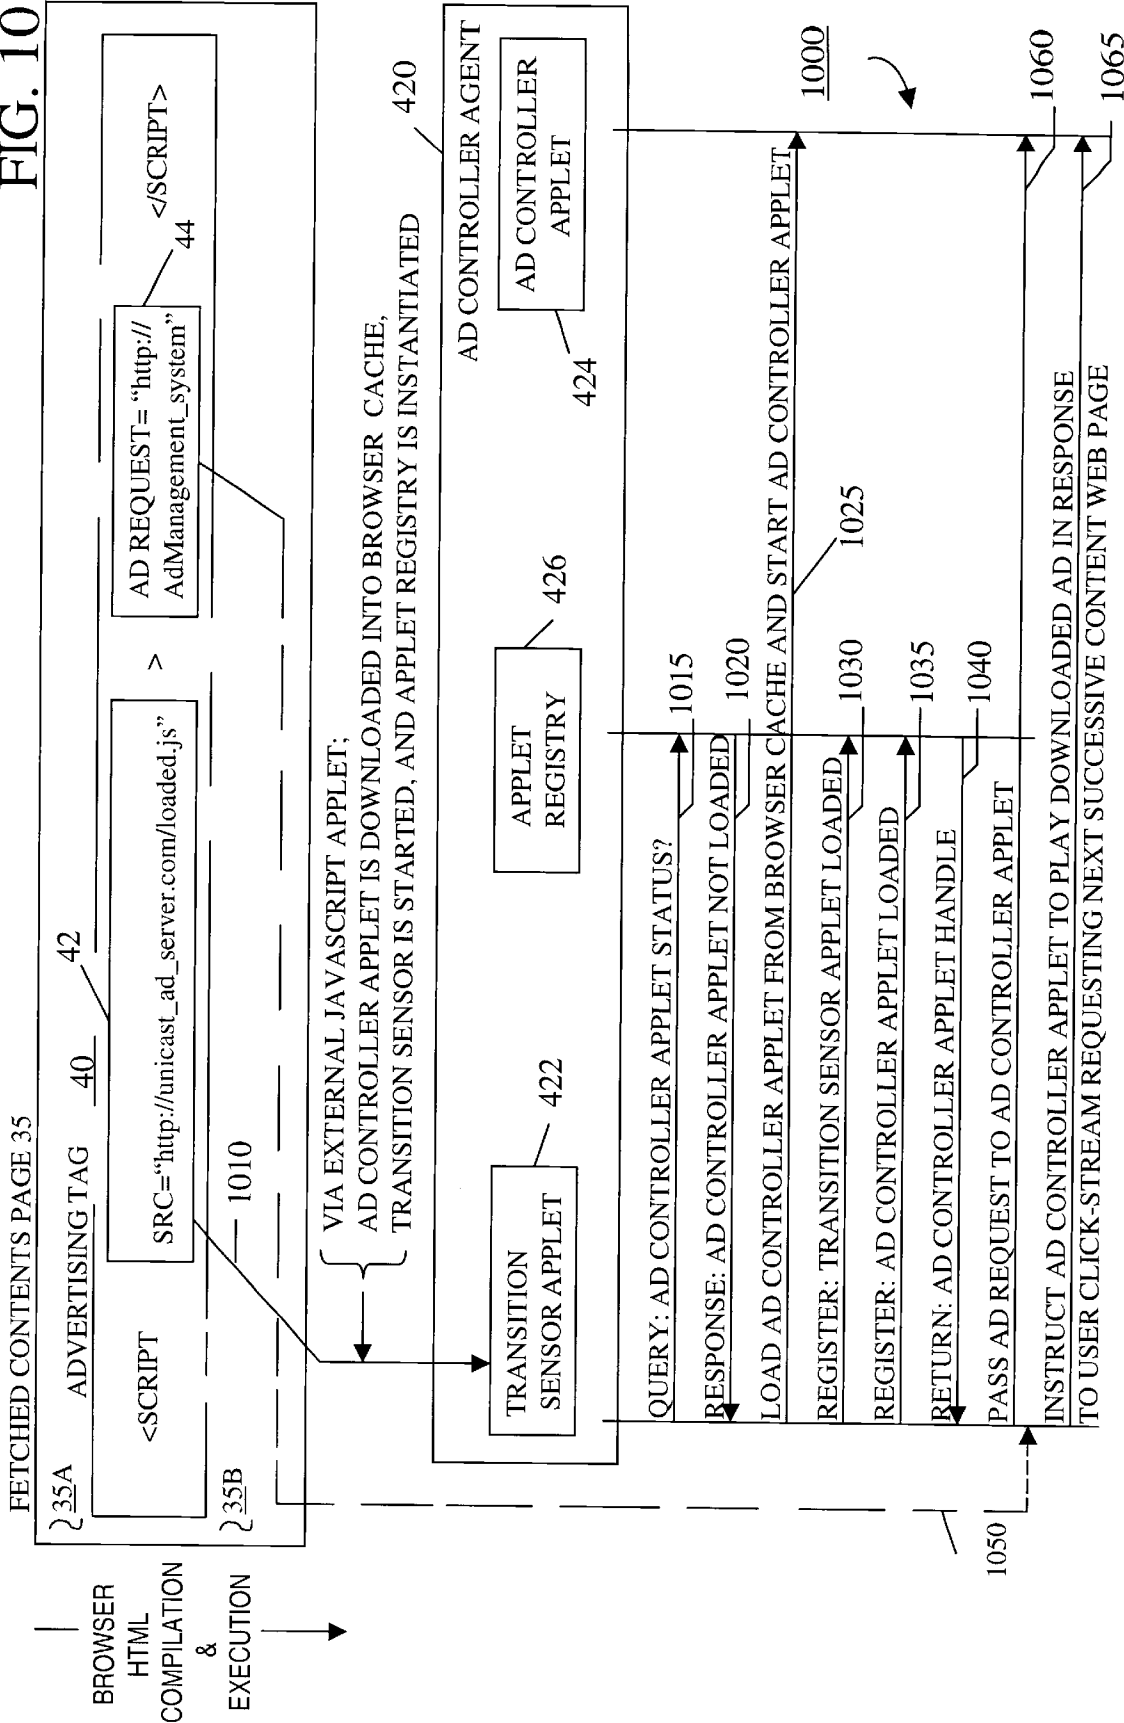 FIG. 10
FETCHED CONTENTS PAGE 35
35A
ADVERTISING TAG
40
42
<SCRIPT
SRC="http://unicast_ad_server.com/loaded.js"
>
AD REQUEST= "http://
AdManagement_system"
</SCRIPT>
44
35B
1010
BROWSER
HTML
COMPILATION
&
EXECUTION
VIA EXTERNAL JAVASCRIPT APPLET;
AD CONTROLLER APPLET IS DOWNLOADED INTO BROWSER CACHE,
TRANSITION SENSOR IS STARTED, AND APPLET REGISTRY IS INSTANTIATED
420
AD CONTROLLER AGENT
TRANSITION
SENSOR APPLET
422
APPLET
REGISTRY
426
AD CONTROLLER
APPLET
424
1000
QUERY: AD CONTROLLER APPLET STATUS?
1015
RESPONSE: AD CONTROLLER APPLET NOT LOADED
1020
LOAD AD CONTROLLER APPLET FROM BROWSER CACHE AND START AD CONTROLLER APPLET
1025
REGISTER: TRANSITION SENSOR APPLET LOADED
1030
REGISTER: AD CONTROLLER APPLET LOADED
1035
RETURN: AD CONTROLLER APPLET HANDLE
1040
PASS AD REQUEST TO AD CONTROLLER APPLET
1060
1050
INSTRUCT AD CONTROLLER APPLET TO PLAY DOWNLOADED AD IN RESPONSE
TO USER CLICK-STREAM REQUESTING NEXT SUCCESSIVE CONTENT WEB PAGE
1065